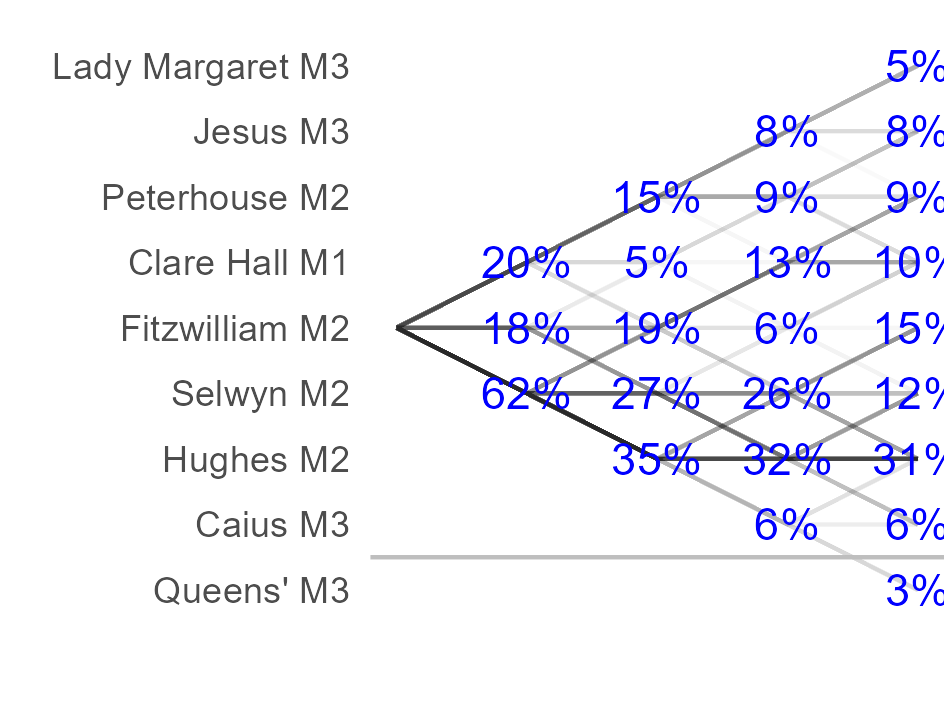 Lady Margaret M3 5%
Jesus M3 8% 8%
Peterhouse M2 15% 9% 9%
Clare Hall M1 20% 5% 13% 10%
Fitzwilliam M2 18% 19% 6% 15%
Selwyn M2 62% 27% 26% 12%
Hughes M2 35% 32% 31%
Caius M3 6% 6%
Queens' M3 3%